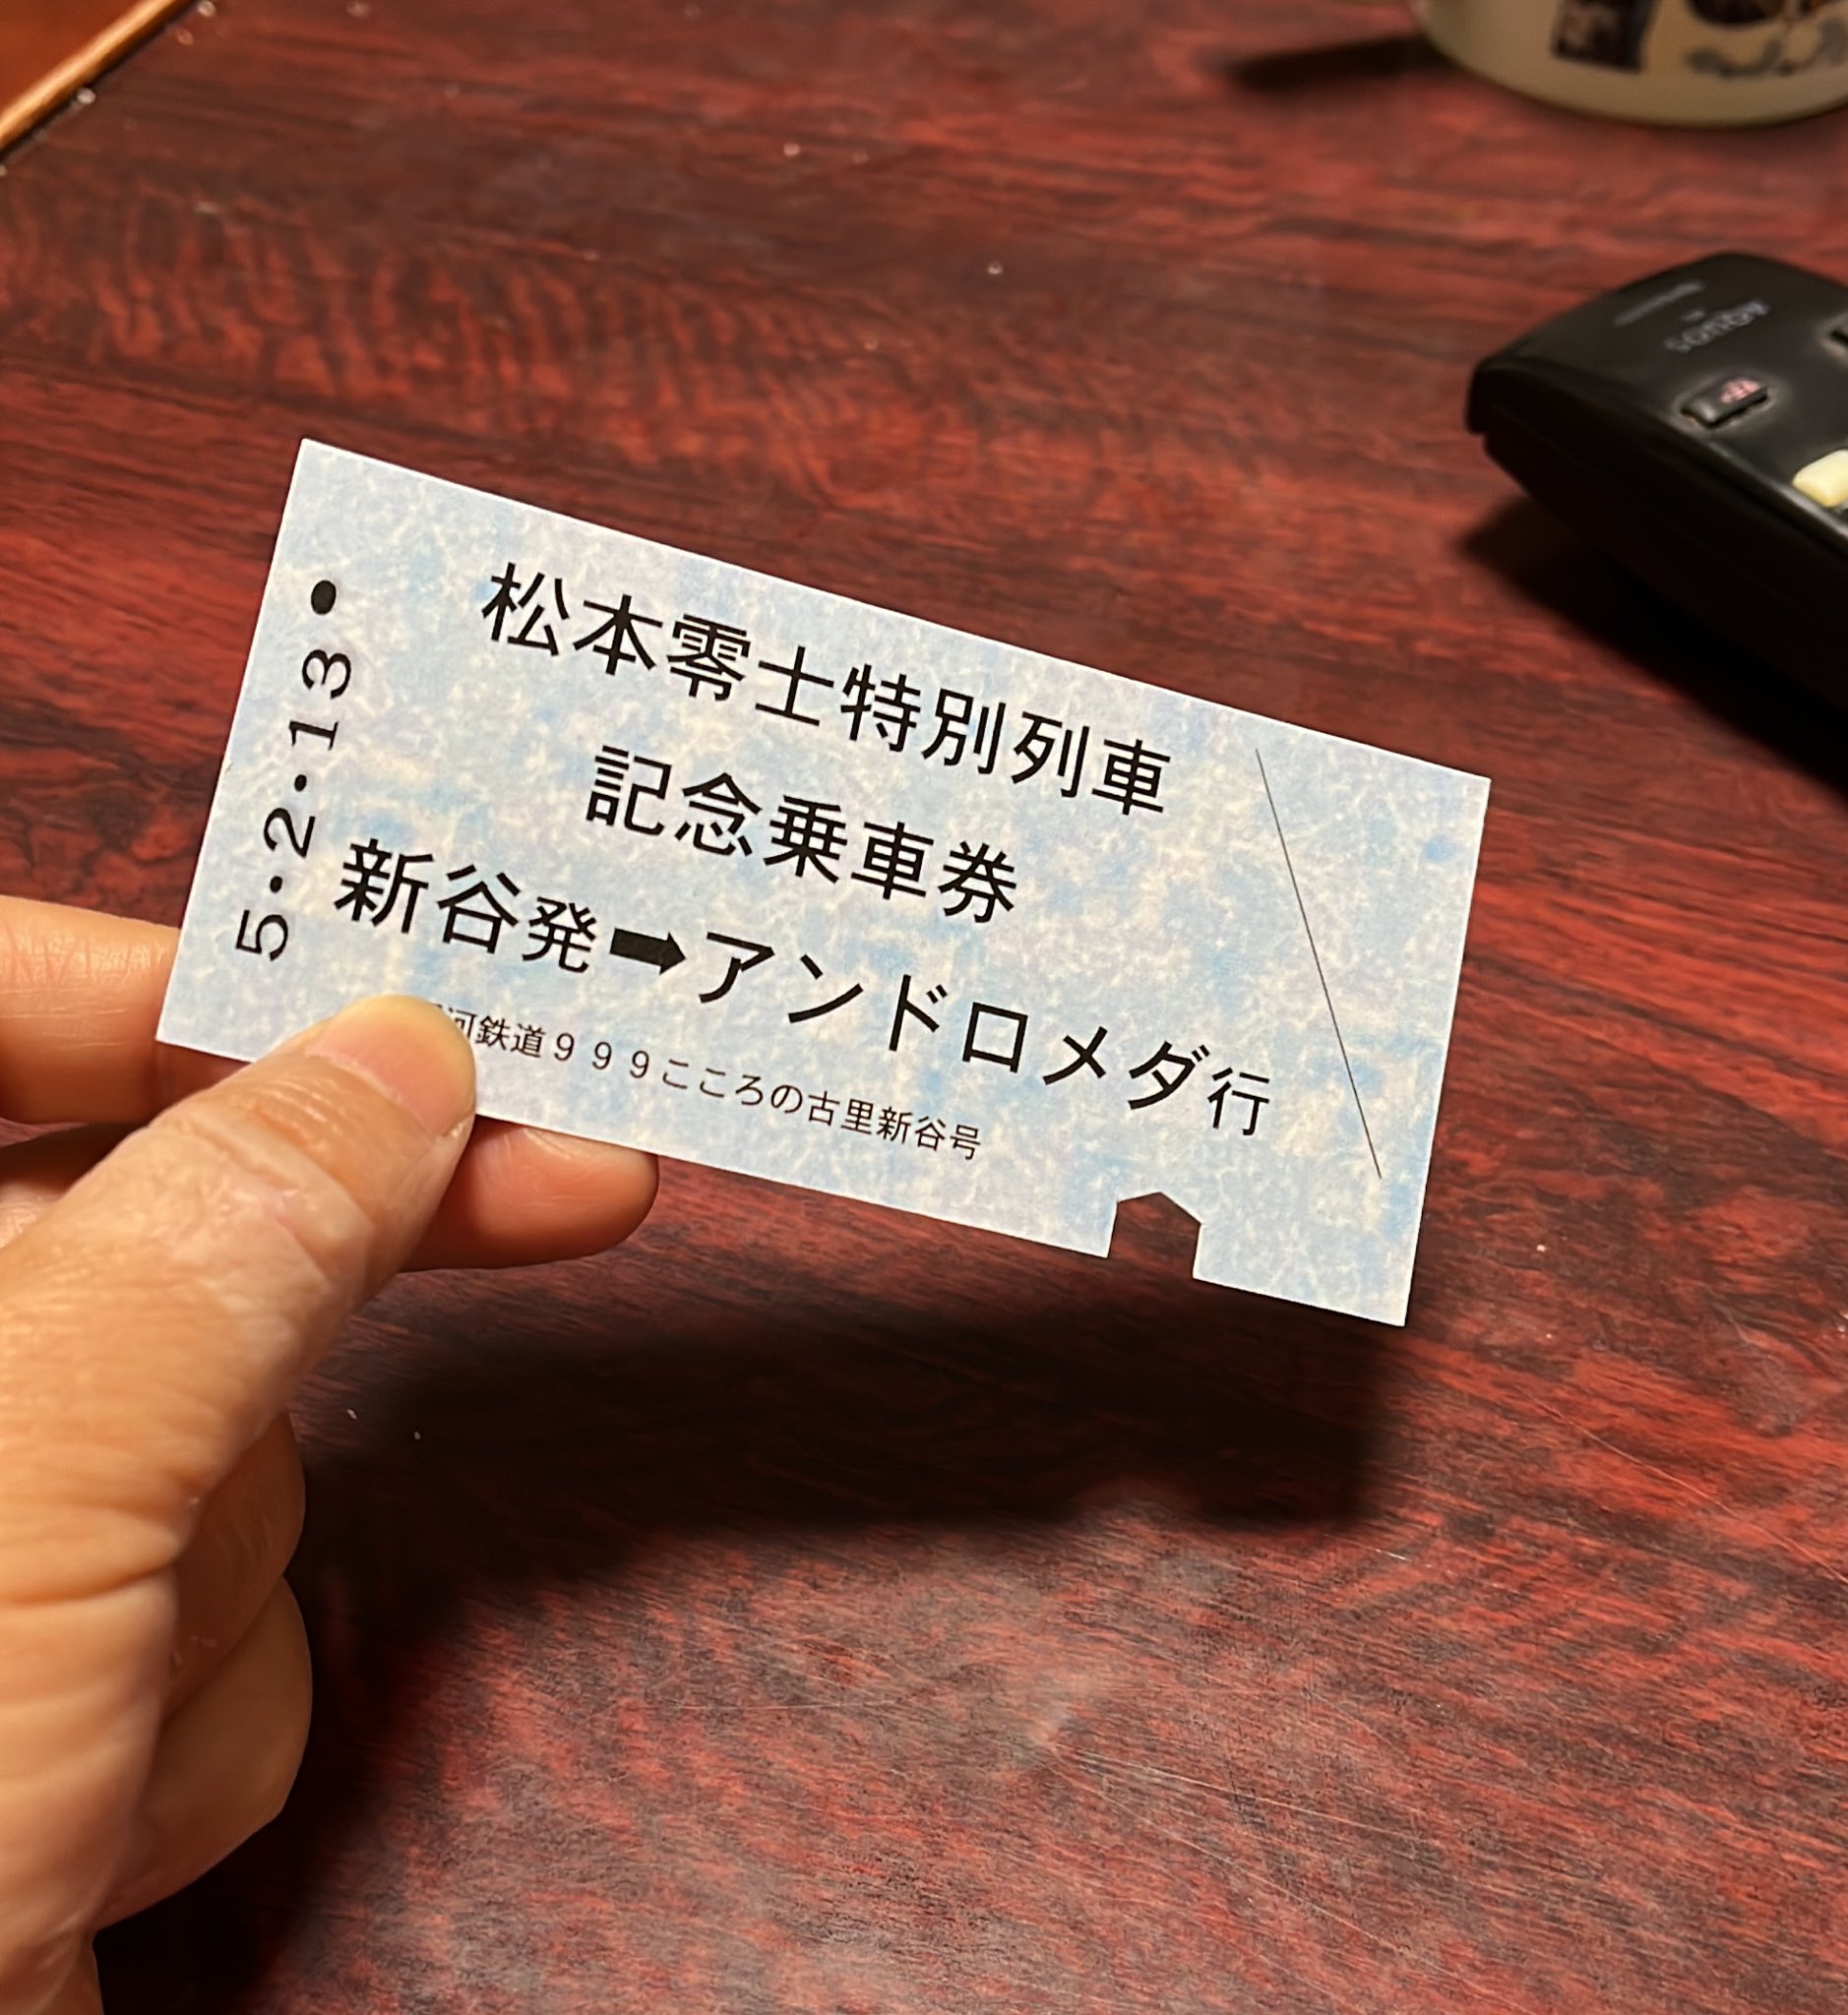 松本零士特別列車
記念乗車券
新谷発➡アンドロメダ行
河鉄道999こころの古里新谷号
5・2・13●
AQUOS